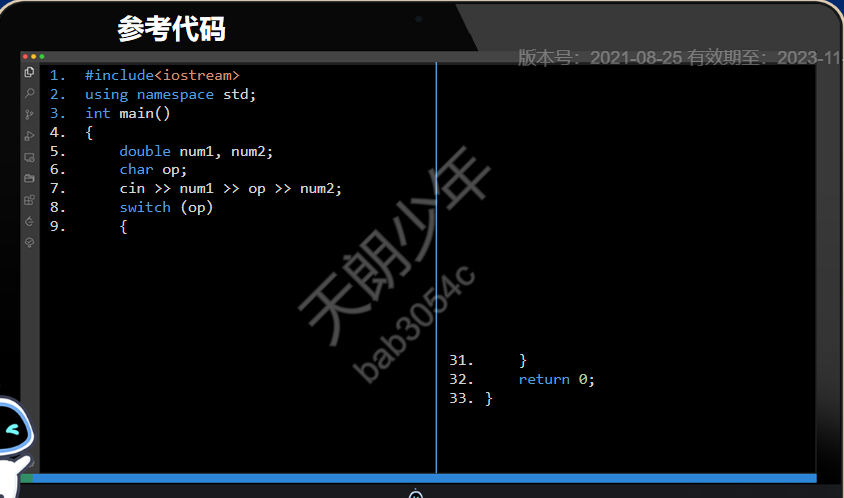 参考代码
版本号：2021-08-25 有效期至：2023-11-
1. #include<iostream>
2. using namespace std;
3. int main()
4. {
5. double num1, num2;
6. char op;
7. cin >> num1 >> op >> num2;
8. switch (op)
9. {
天朗少年
bab3054c
31. }
32. return 0;
33. }